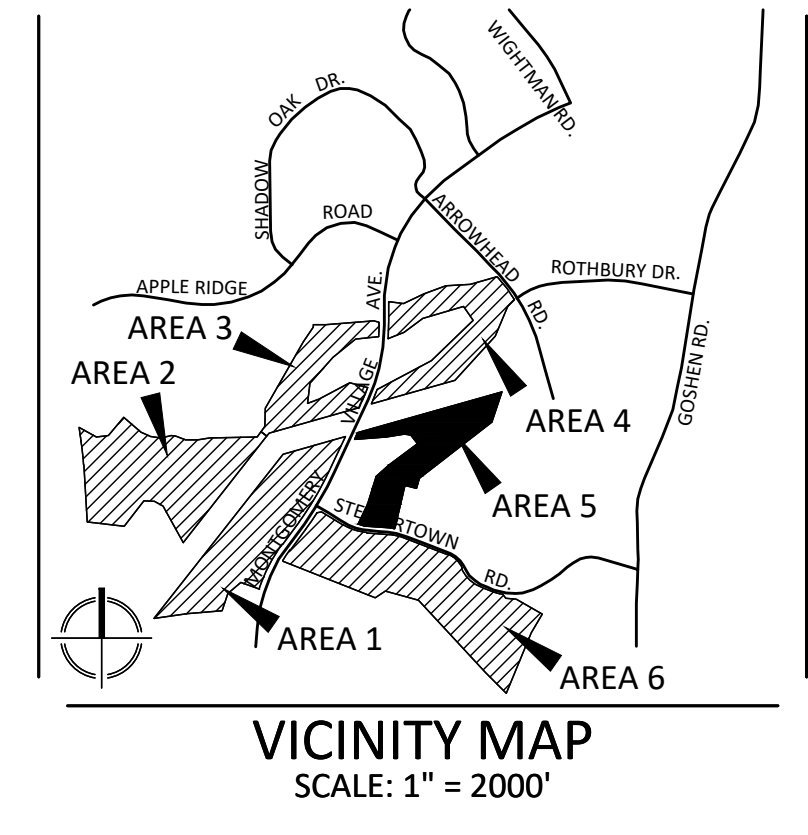 WIGHTMAN RD.
SHADOW OAK DR.
ROAD
APPLE RIDGE
ARROWHEAD RD.
ROTHBURY DR.
GOSHEN RD.
MONTGOMERY VILLAGE AVE.
AREA 3
AREA 2
AREA 4
AREA 5
RTOWN RD.
AREA 1
AREA 6
VICINITY MAP
SCALE: 1" = 2000'